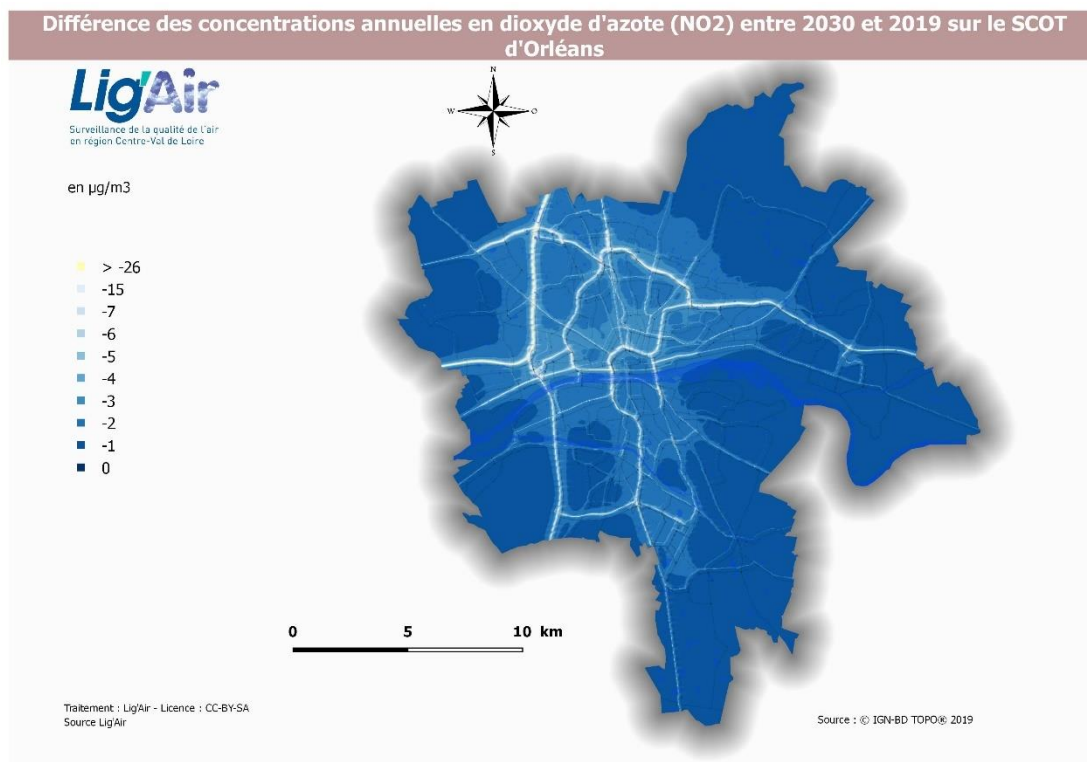 Différence des concentrations annuelles en dioxyde d'azote (NO2) entre 2030 et 2019 sur le SCOT
d'Orléans
Lig'Air
Surveillance de la qualité de l'air
en région Centre-Val de Loire
N
W
O
S
en µg/m3
> -26
-15
-7
-6
-5
-4
-3
-2
-1
0
0 5 10 km
Traitement : Lig'Air - Licence : CC-BY-SA
Source Lig'Air
Source : © IGN-BD TOPO® 2019